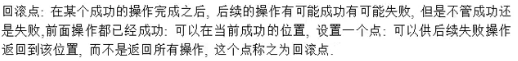 回滚点: 在某个成功的操作完成之后, 后续的操作有可能成功有可能失败, 但是不管成功还
是失败,前面操作都已经成功: 可以在当前成功的位置, 设置一个点: 可以供后续失败操作
返回到该位置, 而不是返回所有操作, 这个点称之为回滚点.